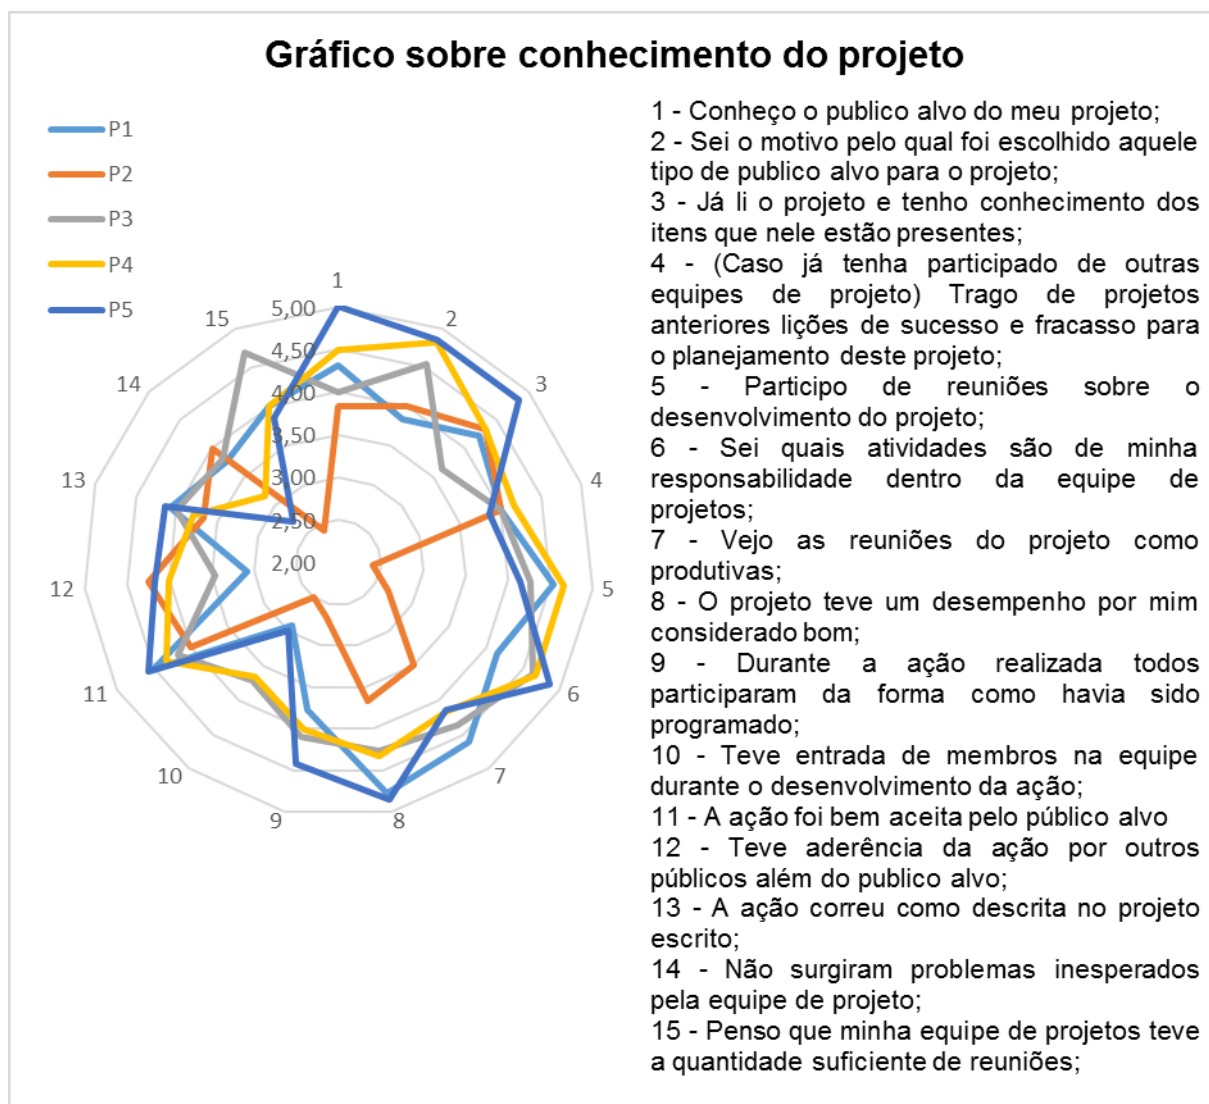 Gráfico sobre conhecimento do projeto
P1
P2
P3
P4
P5
1
2
3
4
5
6
7
8
9
10
11
12
13
14
15
5,00
4,50
4,00
3,50
3,00
2,50
2,00
1 - Conheço o publico alvo do meu projeto;
2 - Sei o motivo pelo qual foi escolhido aquele
tipo de publico alvo para o projeto;
3 - Já li o projeto e tenho conhecimento dos
itens que nele estão presentes;
4 - (Caso já tenha participado de outras
equipes de projeto) Trago de projetos
anteriores lições de sucesso e fracasso para
o planejamento deste projeto;
5 - Participo de reuniões sobre o
desenvolvimento do projeto;
6 - Sei quais atividades são de minha
responsabilidade dentro da equipe de
projetos;
7 - Vejo as reuniões do projeto como
produtivas;
8 - O projeto teve um desempenho por mim
considerado bom;
9 - Durante a ação realizada todos
participaram da forma como havia sido
programado;
10 - Teve entrada de membros na equipe
durante o desenvolvimento da ação;
11 - A ação foi bem aceita pelo público alvo
12 - Teve aderência da ação por outros
públicos além do publico alvo;
13 - A ação correu como descrita no projeto
escrito;
14 - Não surgiram problemas inesperados
pela equipe de projeto;
15 - Penso que minha equipe de projetos teve
a quantidade suficiente de reuniões;